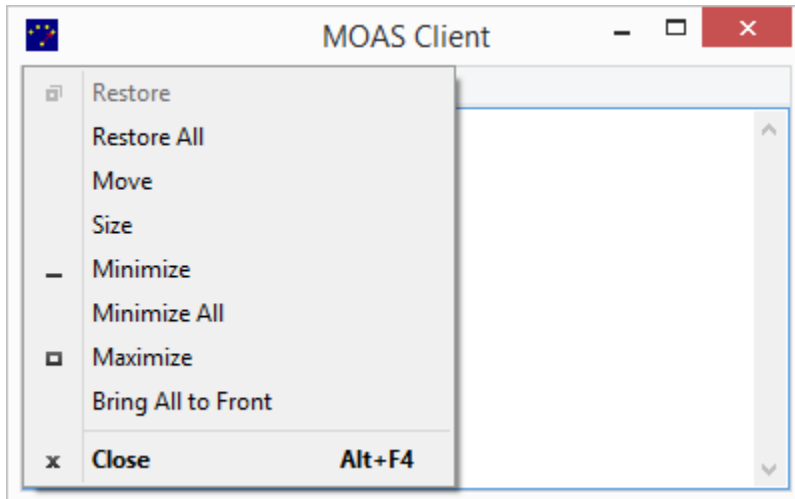 MOAS Client
Restore
Restore All
Move
Size
Minimize
Minimize All
Maximize
Bring All to Front
Close Alt+F4